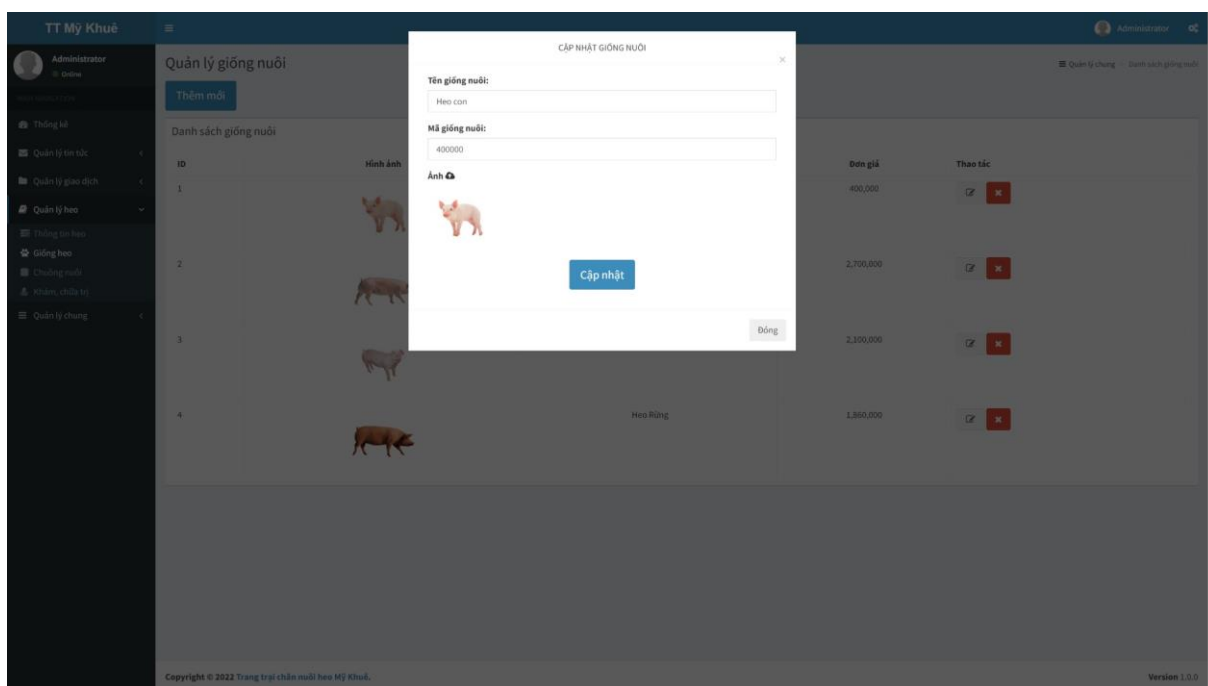 TT Mỹ Khuê
Administrator
Administrator
Online
MAIN NAVIGATION
Thống kê
Quản lý tin tức
Quản lý giao dịch
Quản lý heo
Thông tin heo
Giống heo
Chuồng nuôi
Khám, chữa trị
Quản lý chung
Quản lý giống nuôi
Quản lý chung
Danh sách giống nuôi
Thêm mới
Danh sách giống nuôi
ID Hình ảnh Đơn giá Thao tác
1 400,000
2 2,700,000
3 2,100,000
4 Heo Rừng 1,860,000
CẬP NHẬT GIỐNG NUÔI
×
Tên giống nuôi:
Heo con
Mã giống nuôi:
400000
Ảnh
Cập nhật
Đóng
Copyright © 2022 Trang trại chăn nuôi heo Mỹ Khuê.
Version 1.0.0